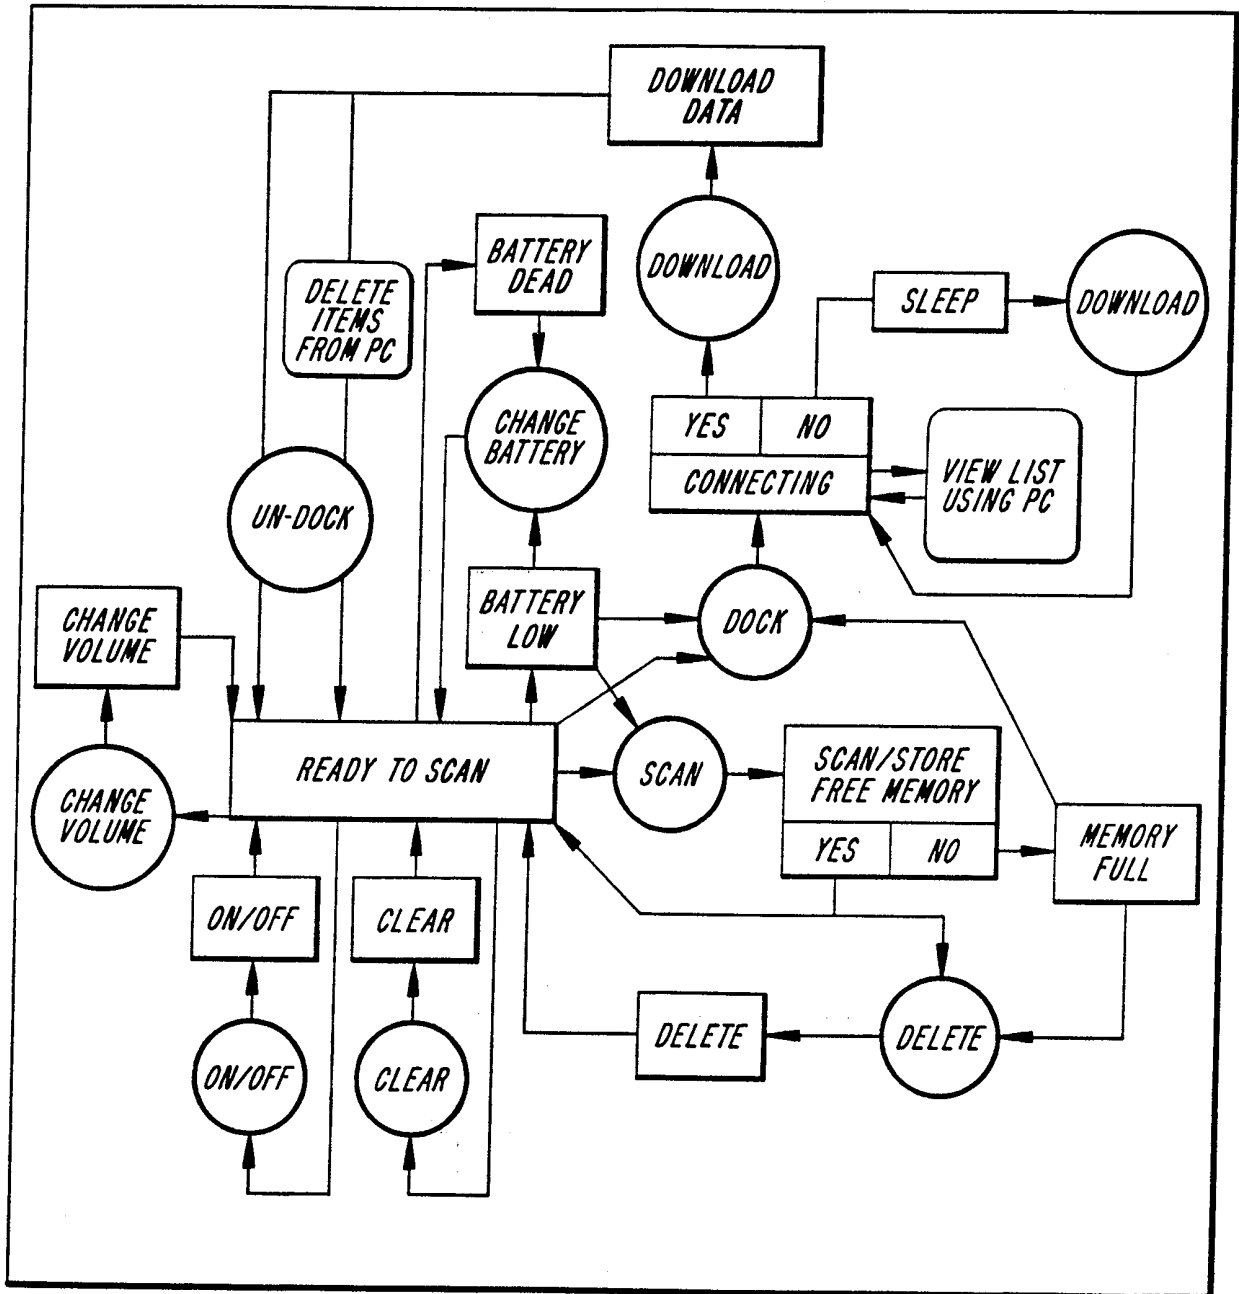 DOWNLOAD
DATA
BATTERY
DEAD
DOWNLOAD
DELETE
ITEMS
FROM PC
SLEEP
DOWNLOAD
CHANGE
BATTERY
YES
NO
CONNECTING
VIEW LIST
USING PC
UN-DOCK
CHANGE
VOLUME
BATTERY
LOW
DOCK
READY TO SCAN
SCAN
SCAN/STORE
FREE MEMORY
YES
NO
MEMORY
FULL
CHANGE
VOLUME
ON/OFF
CLEAR
DELETE
DELETE
ON/OFF
CLEAR